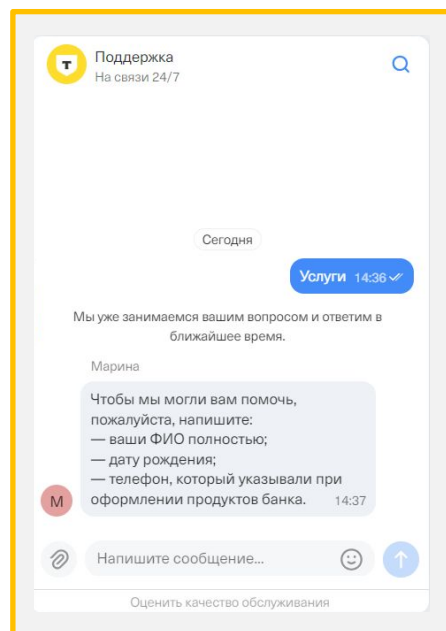 Т
Поддержка
На связи 24/7
Сегодня
Услуги 14:36
Мы уже занимаемся вашим вопросом и ответим в
ближайшее время.
Марина
Чтобы мы могли вам помочь,
пожалуйста, напишите:
— ваши ФИО полностью;
— дату рождения;
— телефон, который указывали при
оформлении продуктов банка. 14:37
М
Напишите сообщение...
Оценить качество обслуживания